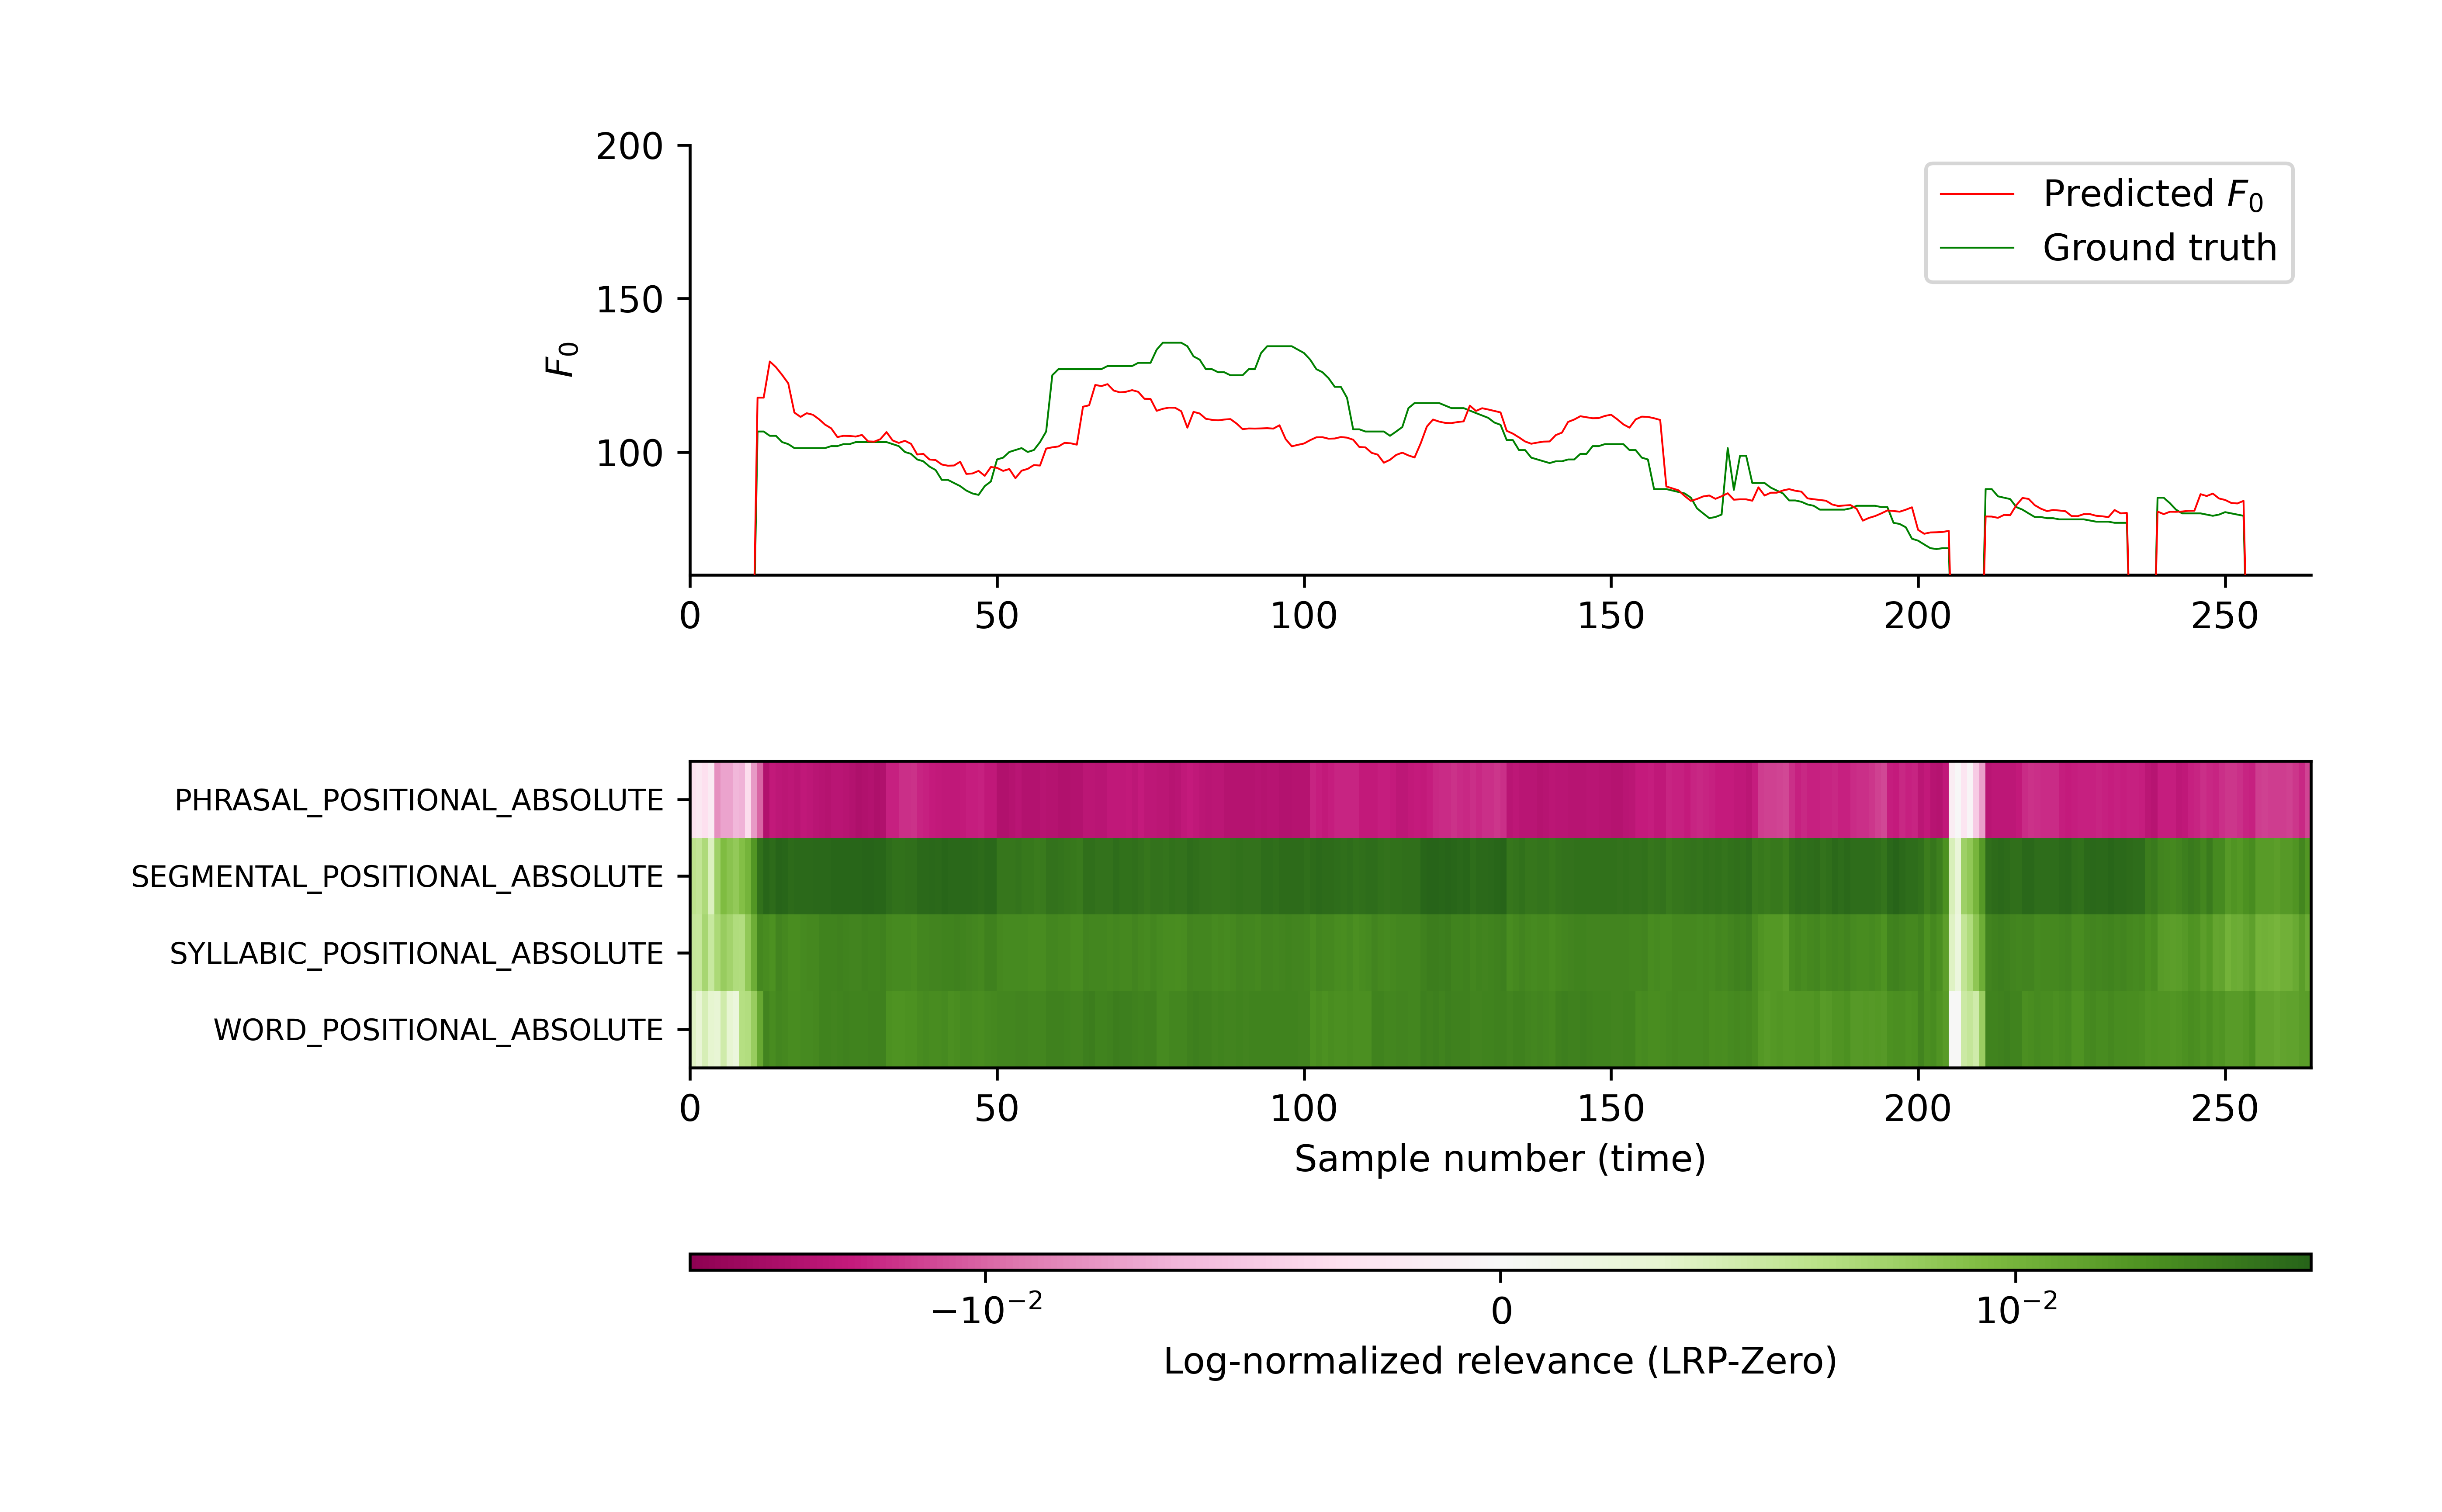 200
150
100
F₀
Predicted F₀
Ground truth
0 50 100 150 200 250
PHRASAL_POSITIONAL_ABSOLUTE
SEGMENTAL_POSITIONAL_ABSOLUTE
SYLLABIC_POSITIONAL_ABSOLUTE
WORD_POSITIONAL_ABSOLUTE
0 50 100 150 200 250
Sample number (time)
−10⁻² 0 10⁻²
Log-normalized relevance (LRP-Zero)